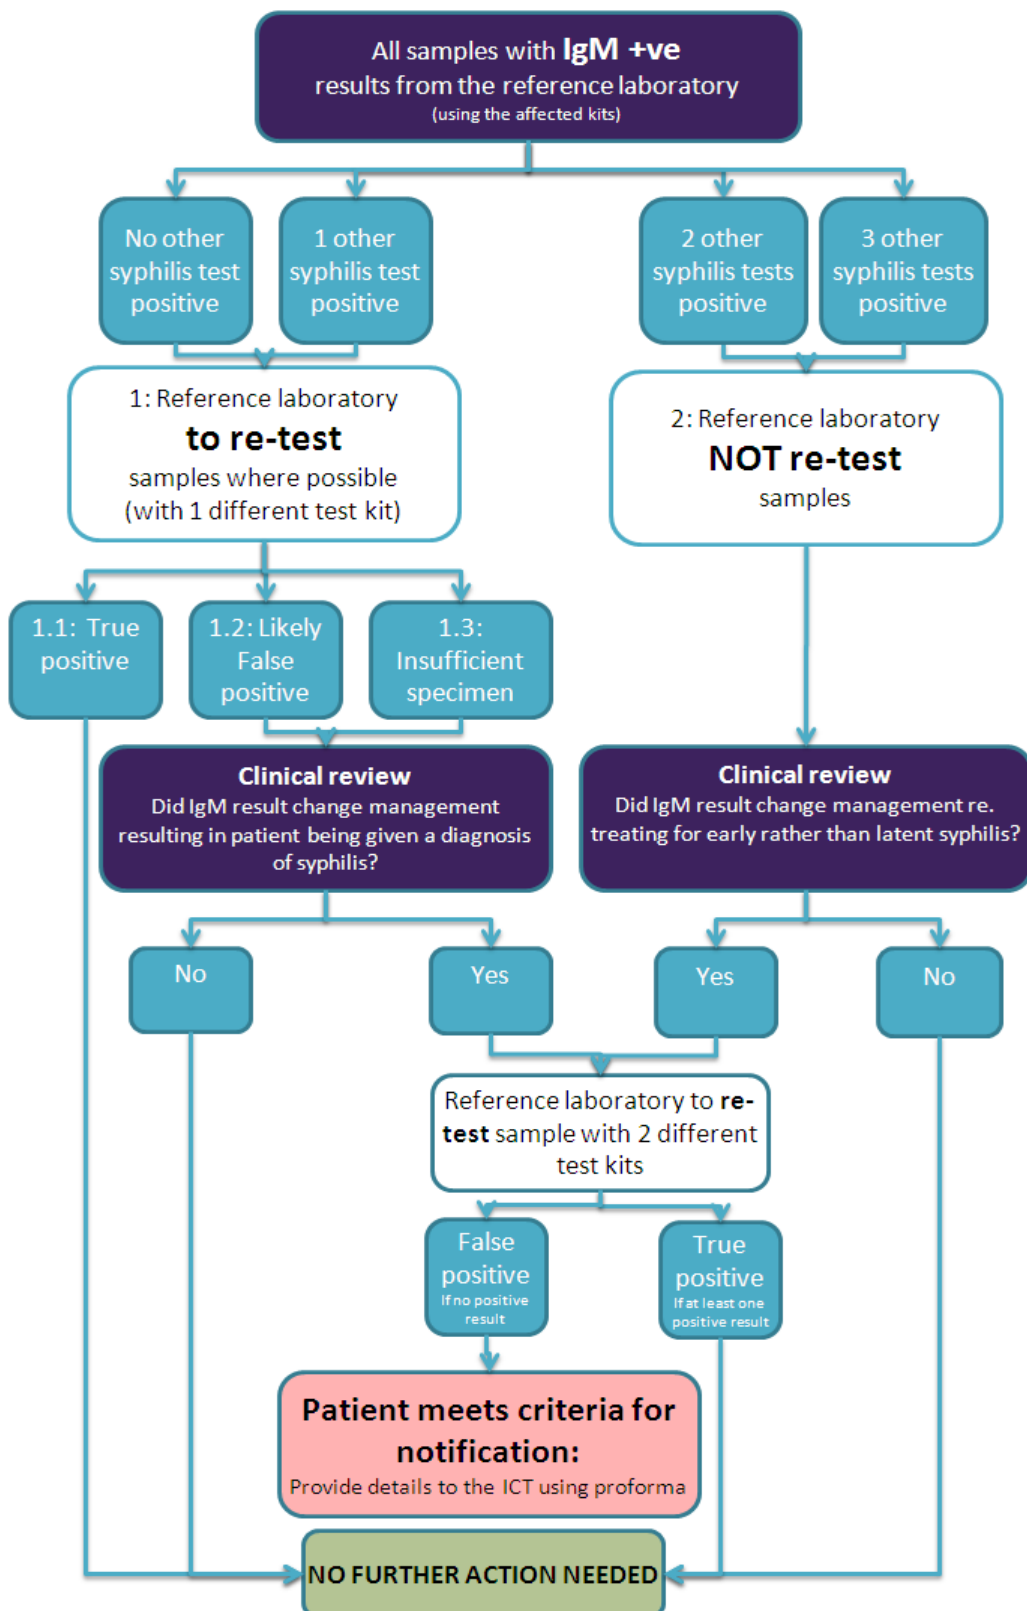 All samples with IgM +ve
results from the reference laboratory
(using the affected kits)
No other
syphilis test
positive
1 other
syphilis test
positive
2 other
syphilis tests
positive
3 other
syphilis tests
positive
1: Reference laboratory
to re-test
samples where possible
(with 1 different test kit)
2: Reference laboratory
NOT re-test
samples
1.1: True
positive
1.2: Likely
False
positive
1.3:
Insufficient
specimen
Clinical review
Did IgM result change management
resulting in patient being given a diagnosis
of syphilis?
Clinical review
Did IgM result change management re.
treating for early rather than latent syphilis?
No
Yes
Yes
No
Reference laboratory to re-
test sample with 2 different
test kits
False
positive
If no positive
result
True
positive
If at least one
positive result
Patient meets criteria for
notification:
Provide details to the ICT using proforma
NO FURTHER ACTION NEEDED